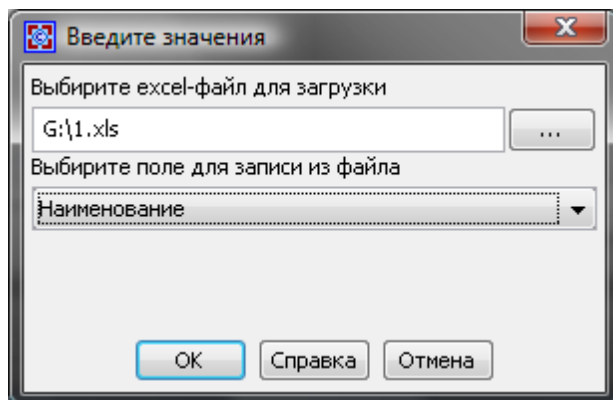 Введите значения
Выбирите excel-файл для загрузки
G:\1.xls
...
Выбирите поле для записи из файла
Наименование
OK
Справка
Отмена